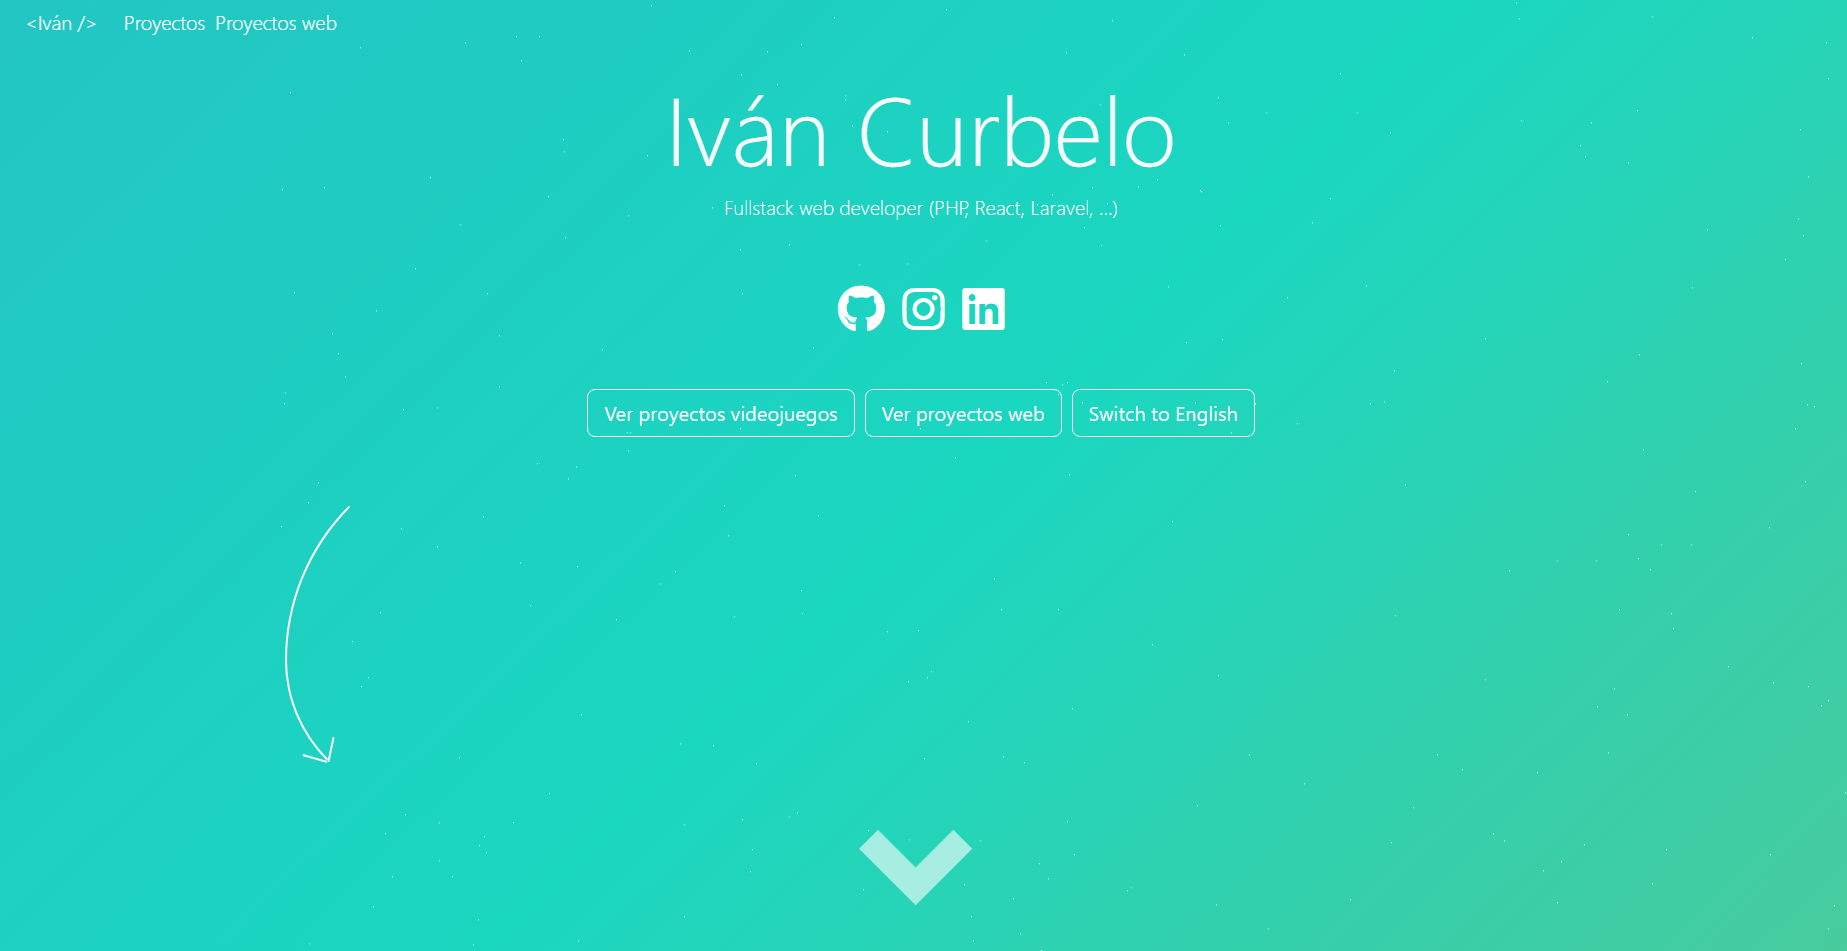 <Iván /> Proyectos Proyectos web
Iván Curbelo
Fullstack web developer (PHP, React, Laravel, ...)
in
Ver proyectos videojuegos Ver proyectos web Switch to English